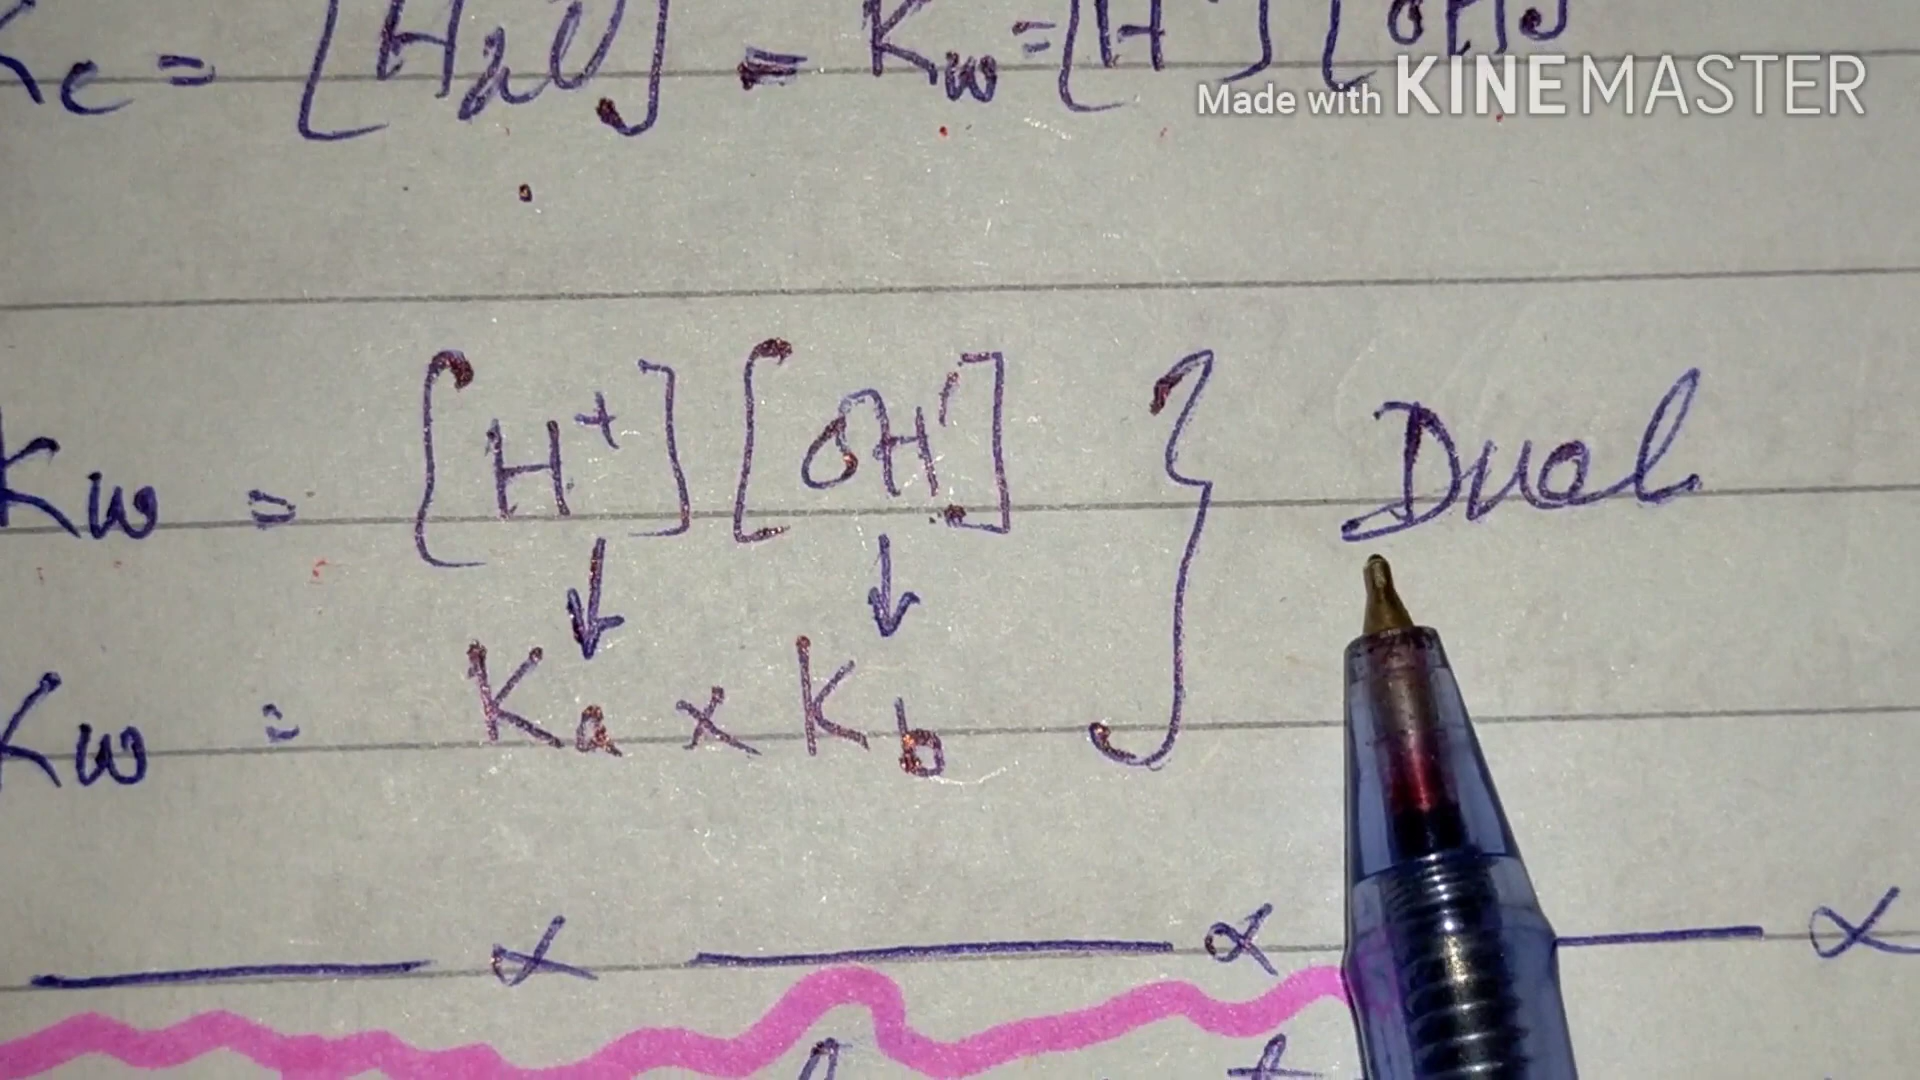 Kc = [H2O] = Kw = [H+] [OH]
Made with KINEMASTER
Kw = [H+] [OH-] } Dual
↓ ↓
Kw = Ka x Kb